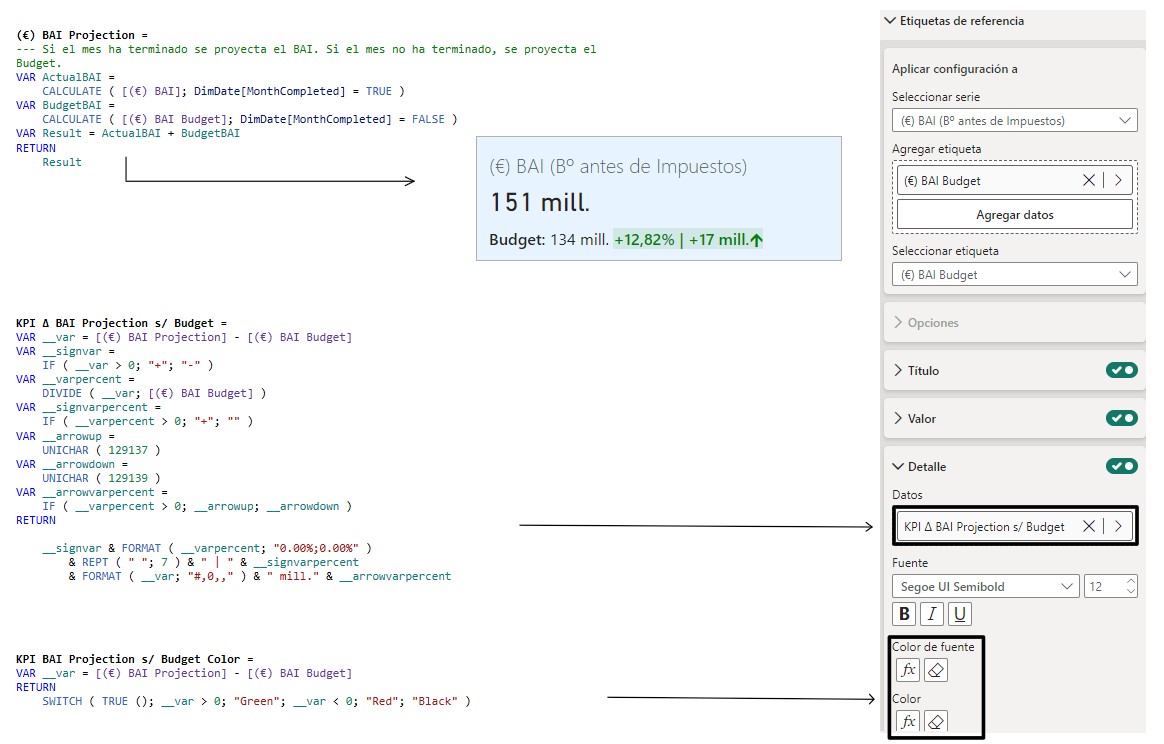 (€) BAI Projection =
--- Si el mes ha terminado se proyecta el BAI. Si el mes no ha terminado, se proyecta el
Budget.
VAR ActualBAI =
    CALCULATE ( [(€) BAI]; DimDate[MonthCompleted] = TRUE )
VAR BudgetBAI =
    CALCULATE ( [(€) BAI Budget]; DimDate[MonthCompleted] = FALSE )
VAR Result = ActualBAI + BudgetBAI
RETURN
    Result
(€) BAI (Bº antes de Impuestos)
151 mill.
Budget: 134 mill. +12,82% | +17 mill.🡹
KPI Δ BAI Projection s/ Budget =
VAR __var = [(€) BAI Projection] - [(€) BAI Budget]
VAR __signvar =
    IF ( __var > 0; "+"; "-" )
VAR __varpercent =
    DIVIDE ( __var; [(€) BAI Budget] )
VAR __signvarpercent =
    IF ( __varpercent > 0; "+"; "" )
VAR __arrowup =
    UNICHAR ( 129137 )
VAR __arrowdown =
    UNICHAR ( 129139 )
VAR __arrowvarpercent =
    IF ( __varpercent > 0; __arrowup; __arrowdown )
RETURN
    __signvar & FORMAT ( __varpercent; "0.00%;0.00%" )
        & REPT ( " "; 7 ) & " | " & __signvarpercent
        & FORMAT ( __var; "#,0,," ) & " mill." & __arrowvarpercent
KPI BAI Projection s/ Budget Color =
VAR __var = [(€) BAI Projection] - [(€) BAI Budget]
RETURN
    SWITCH ( TRUE (); __var > 0; "Green"; __var < 0; "Red"; "Black" )
Etiquetas de referencia
Aplicar configuración a
Seleccionar serie
(€) BAI (Bº antes de Impuestos)
Agregar etiqueta
(€) BAI Budget
Agregar datos
Seleccionar etiqueta
(€) BAI Budget
Opciones
Título
Valor
Detalle
Datos
KPI Δ BAI Projection s/ Budget
Fuente
Segoe UI Semibold 12
B I U
Color de fuente
fx
Color
fx